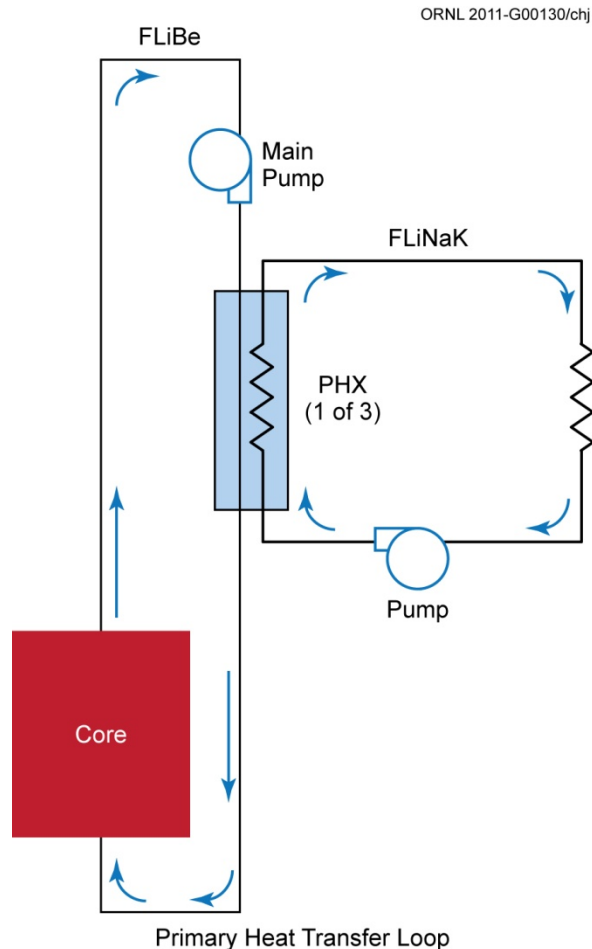 ORNL 2011-G00130/chj
FLiBe
Main
Pump
FLiNaK
PHX
(1 of 3)
Pump
Core
Primary Heat Transfer Loop